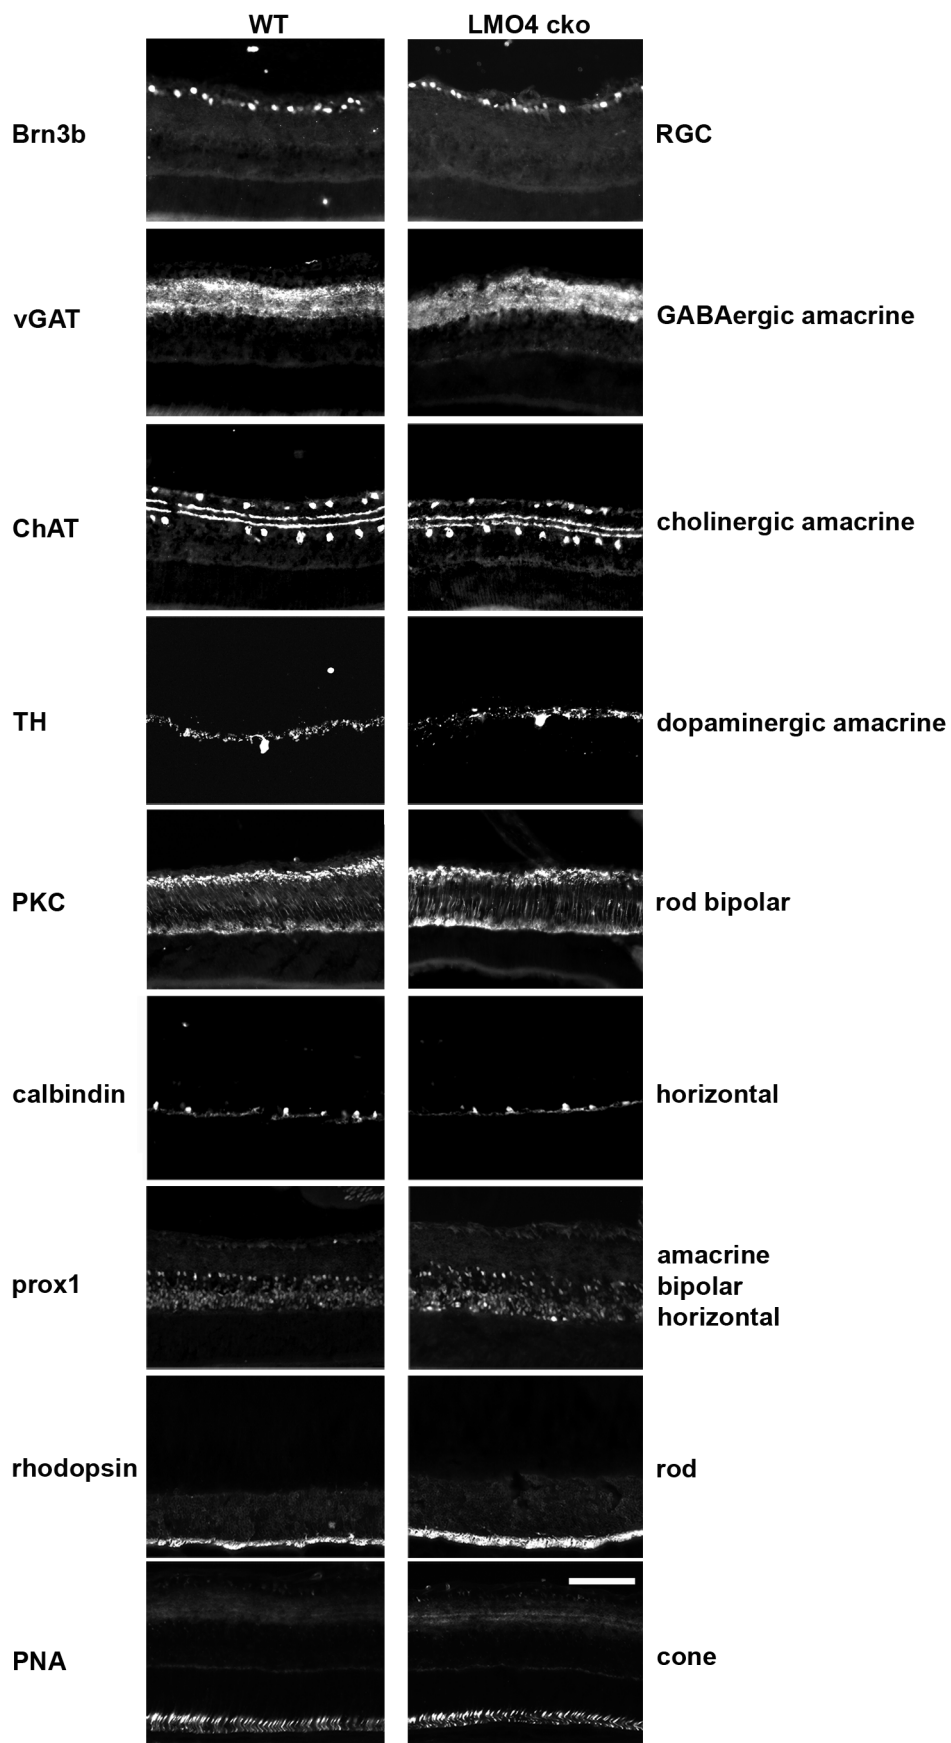 WT LMO4 cko
Brn3b RGC
vGAT GABAergic amacrine
ChAT cholinergic amacrine
TH dopaminergic amacrine
PKC rod bipolar
calbindin horizontal
prox1 amacrine
bipolar
horizontal
rhodopsin rod
PNA cone